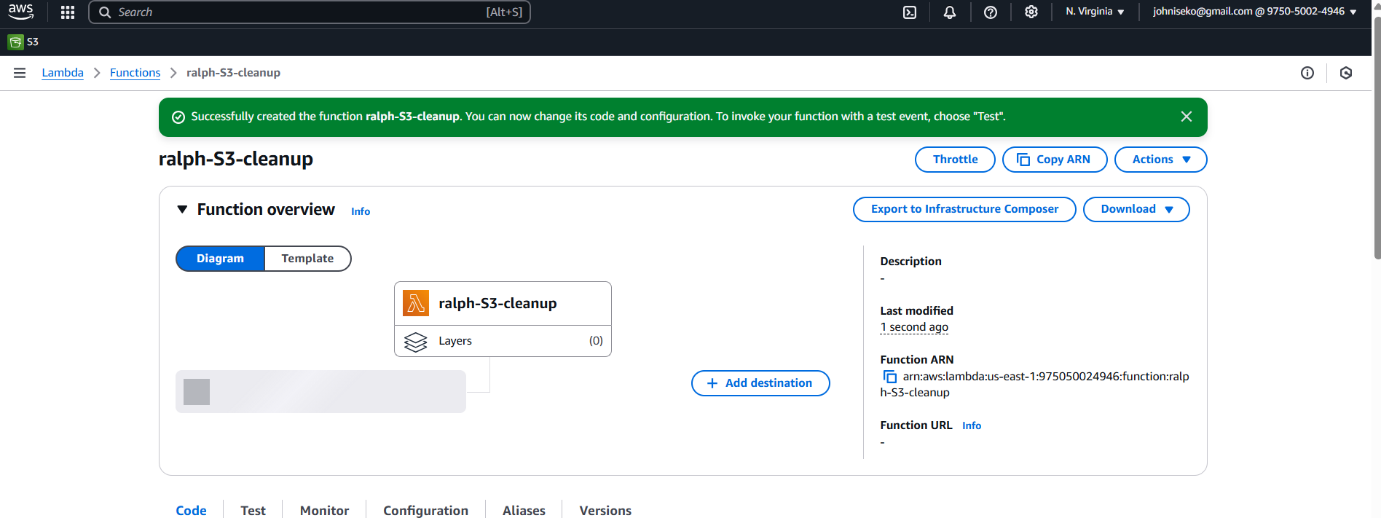 aws
Search [Alt+S] N. Virginia johniseko@gmail.com @ 9750-5002-4946
S3
Lambda Functions ralph-S3-cleanup
Successfully created the function ralph-S3-cleanup. You can now change its code and configuration. To invoke your function with a test event, choose "Test".
ralph-S3-cleanup
Throttle Copy ARN Actions
Function overview Info
Export to Infrastructure Composer Download
Diagram Template
ralph-S3-cleanup
Layers (0)
Add destination
Description
-
Last modified
1 second ago
Function ARN
arn:aws:lambda:us-east-1:975050024946:function:ralp
h-S3-cleanup
Function URL Info
-
Code Test Monitor Configuration Aliases Versions